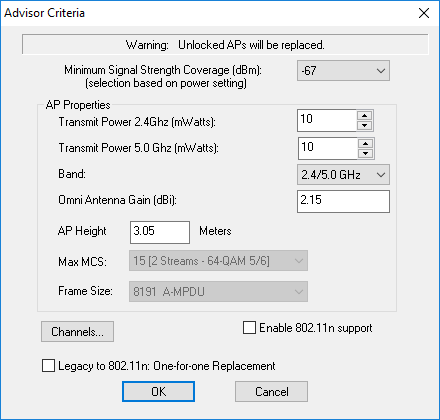 Advisor Criteria
Warning: Unlocked APs will be replaced.
Minimum Signal Strength Coverage (dBm): -67
(selection based on power setting)
AP Properties
Transmit Power 2.4Ghz (mWatts): 10
Transmit Power 5.0 Ghz (mWatts): 10
Band: 2.4/5.0 GHz
Omni Antenna Gain (dBi) 2.15
AP Height 3.05 Meters
Max MCS: 15 [2 Streams - 64-QAM 5/6]
Frame Size: 8191 A-MPDU
Channels...
Enable 802.11n support
Legacy to 802.11n: One-for-one Replacement
OK Cancel